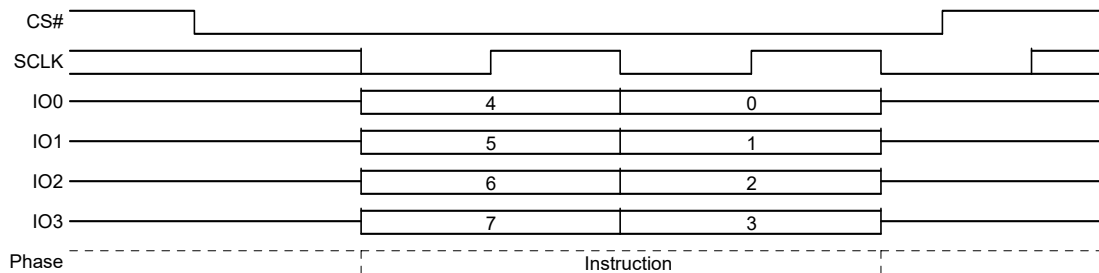 CS#
SCLK
IO0 4 0
IO1 5 1
IO2 6 2
IO3 7 3
Phase Instruction